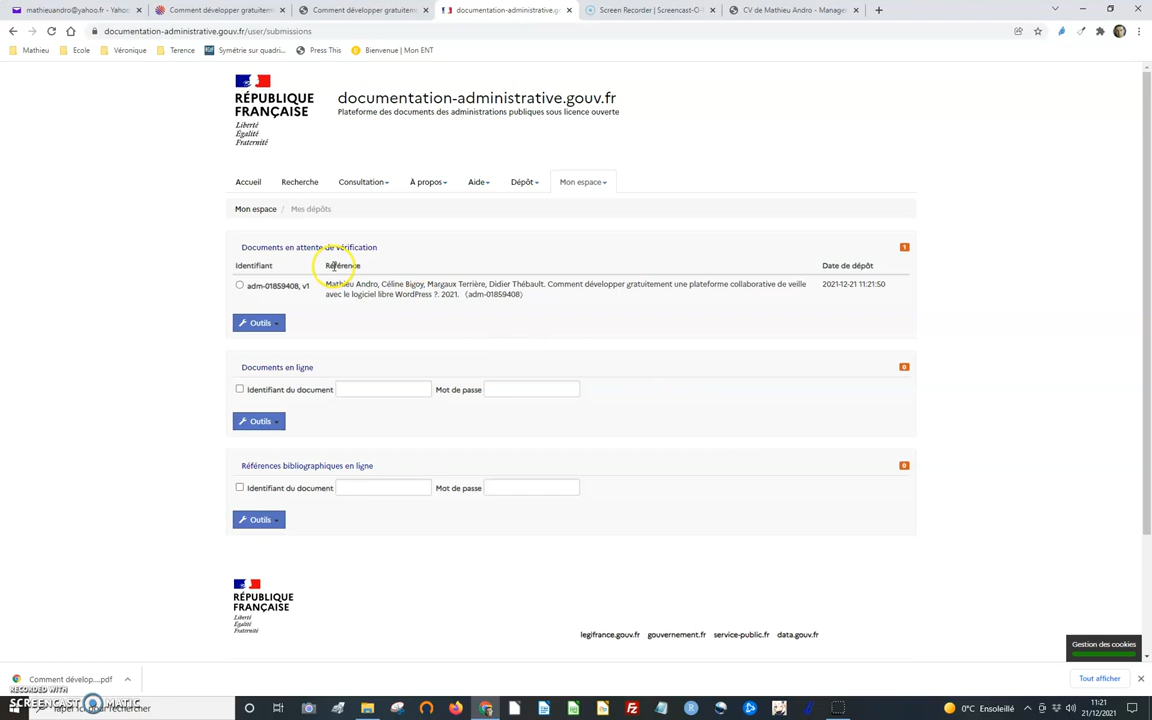 mathieuandro@yahoo.fr - Yahoo
Comment développer gratuitem
Comment développer gratuitem
documentation-administrative.g
Screen Recorder | Screencast-O-
CV de Mathieu Andro - Manage
documentation-administrative.gouv.fr/user/submissions
Mathieu
Ecole
Véronique
Terence
Symétrie sur quadri...
Press This
Bienvenue | Mon ENT
RÉPUBLIQUE
FRANÇAISE
Liberté
Égalité
Fraternité
documentation-administrative.gouv.fr
Plateforme des documents des administrations publiques sous licence ouverte
Accueil
Recherche
Consultation
À propos
Aide
Dépôt
Mon espace
Mon espace / Mes dépôts
Documents en attente de vérification
1
Identifiant
Référence
Date de dépôt
adm-01859408, v1
Mathieu Andro, Céline Bigoy, Margaux Terrière, Didier Thébault. Comment développer gratuitement une plateforme collaborative de veille
avec le logiciel libre WordPress ?. 2021. ⟨adm-01859408⟩
2021-12-21 11:21:50
Outils
Documents en ligne
0
Identifiant du document
Mot de passe
Outils
Références bibliographiques en ligne
0
Identifiant du document
Mot de passe
Outils
RÉPUBLIQUE
FRANÇAISE
Liberté
Égalité
Fraternité
legifrance.gouv.fr
gouvernement.fr
service-public.fr
data.gouv.fr
Gestion des cookies
Comment dévelop....pdf
Tout afficher
RECORDED WITH
SCREENCAST MATIC
Taper ici pour rechercher
0°C Ensoleillé
11:21
21/12/2021